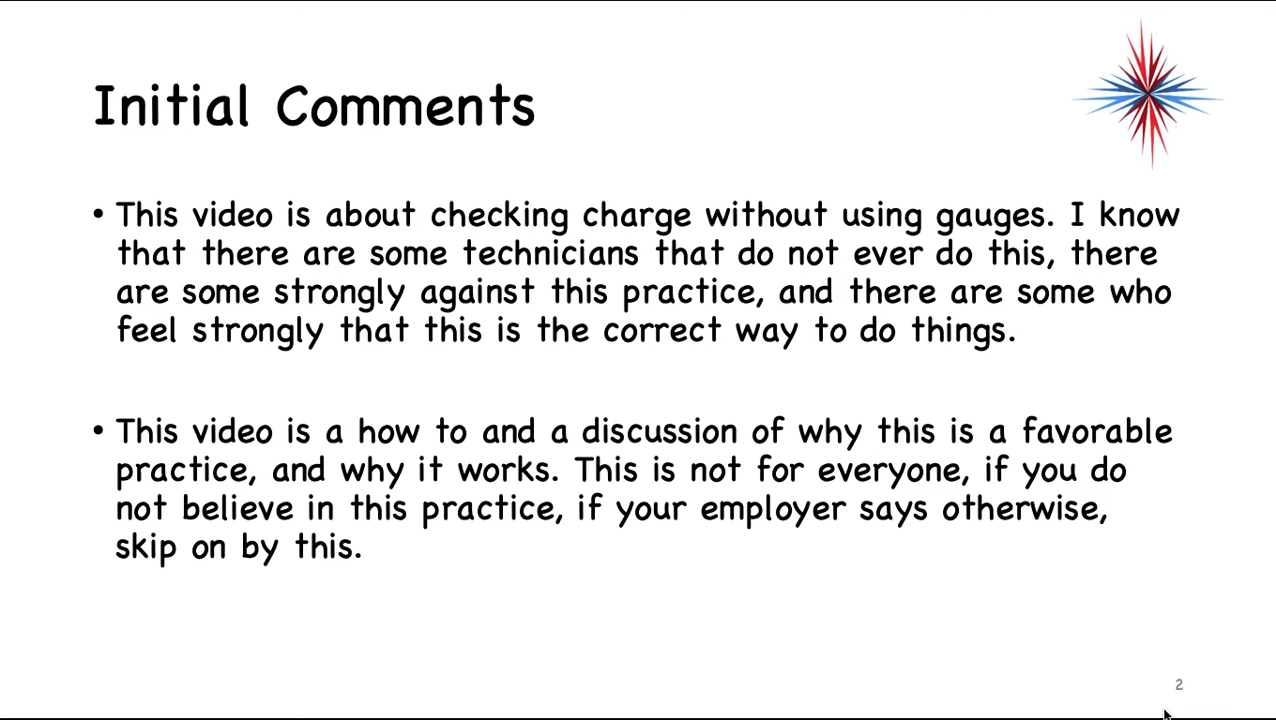 Initial Comments
• This video is about checking charge without using gauges. I know
that there are some technicians that do not ever do this, there
are some strongly against this practice, and there are some who
feel strongly that this is the correct way to do things.
• This video is a how to and a discussion of why this is a favorable
practice, and why it works. This is not for everyone, if you do
not believe in this practice, if your employer says otherwise,
skip on by this.
2